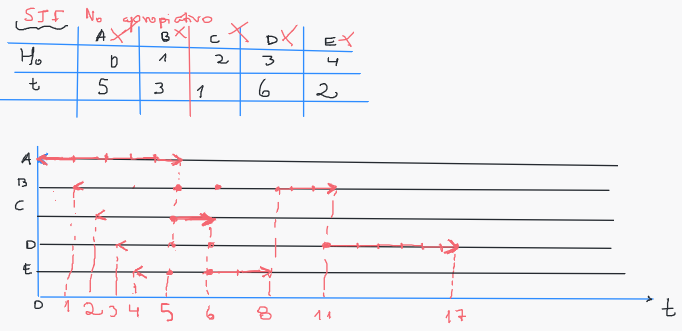 SJF No apropiativo
A B C D E
H₀ 0 1 2 3 4
t 5 3 1 6 2
A
B
C
D
E
0 1 2 3 4 5 6 8 11 17 t